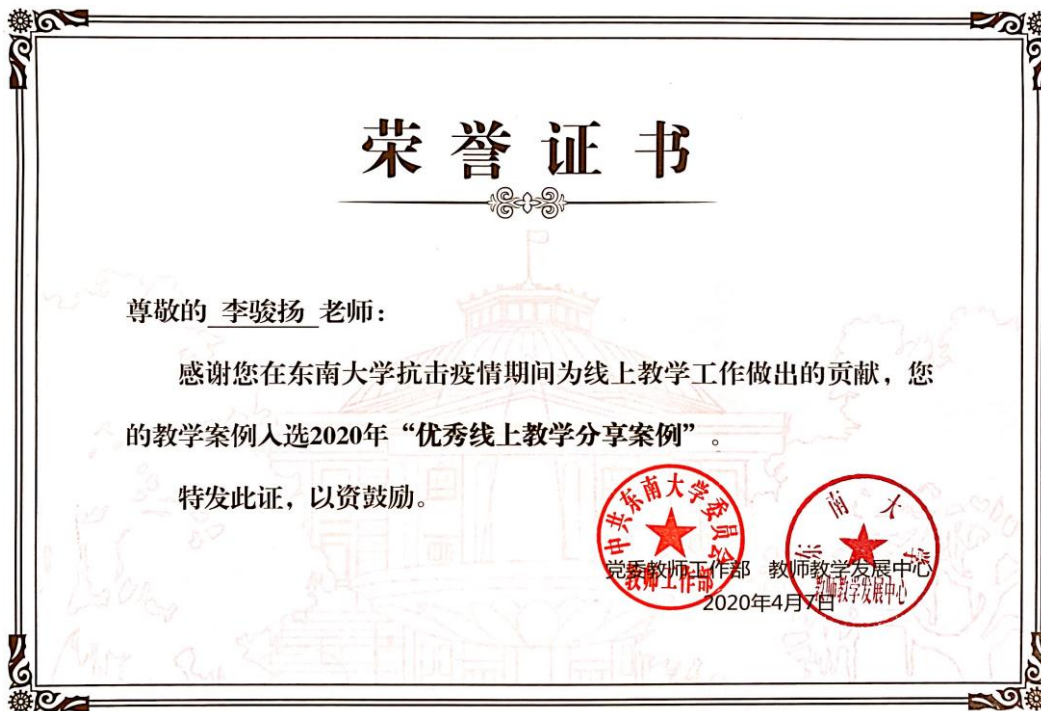 荣誉证书
尊敬的 李骏扬 老师：
感谢您在东南大学抗击疫情期间为线上教学工作做出的贡献，您
的教学案例入选2020年“优秀线上教学分享案例”。
特发此证，以资鼓励。
中共东南大学委员会
教师工作部
东南大学
教师教学发展中心
党委教师工作部 教师教学发展中心
2020年4月7日